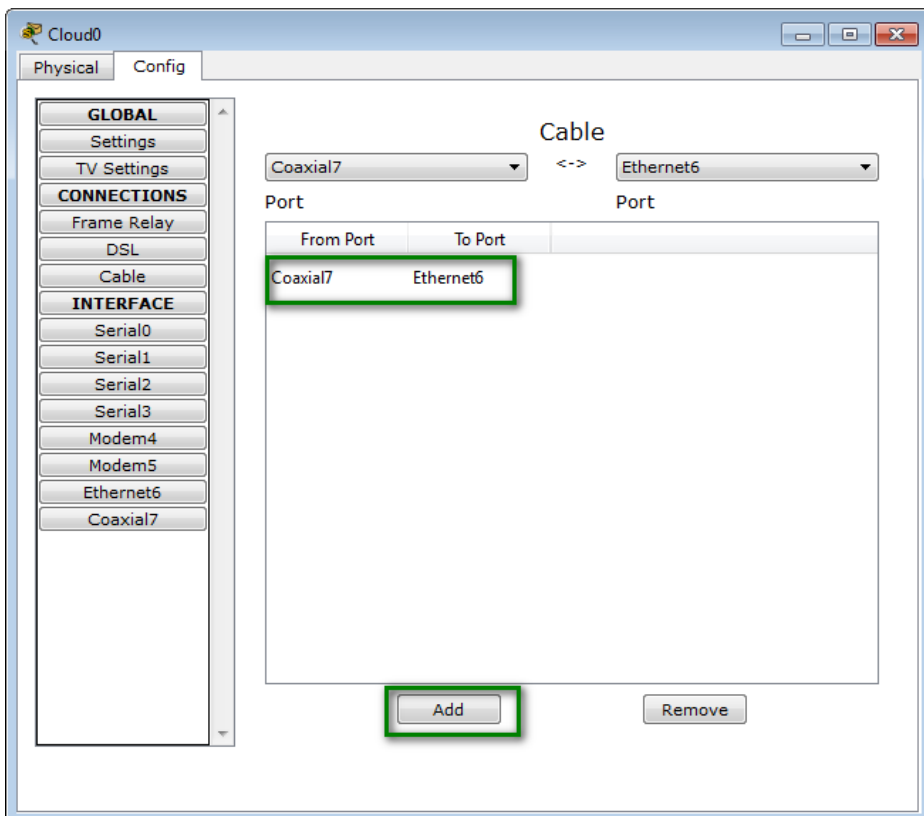 Cloud0
Physical Config
GLOBAL
Settings
TV Settings
CONNECTIONS
Frame Relay
DSL
Cable
INTERFACE
Serial0
Serial1
Serial2
Serial3
Modem4
Modem5
Ethernet6
Coaxial7
Cable
Coaxial7 <-> Ethernet6
Port Port
From Port To Port
Coaxial7 Ethernet6
Add Remove